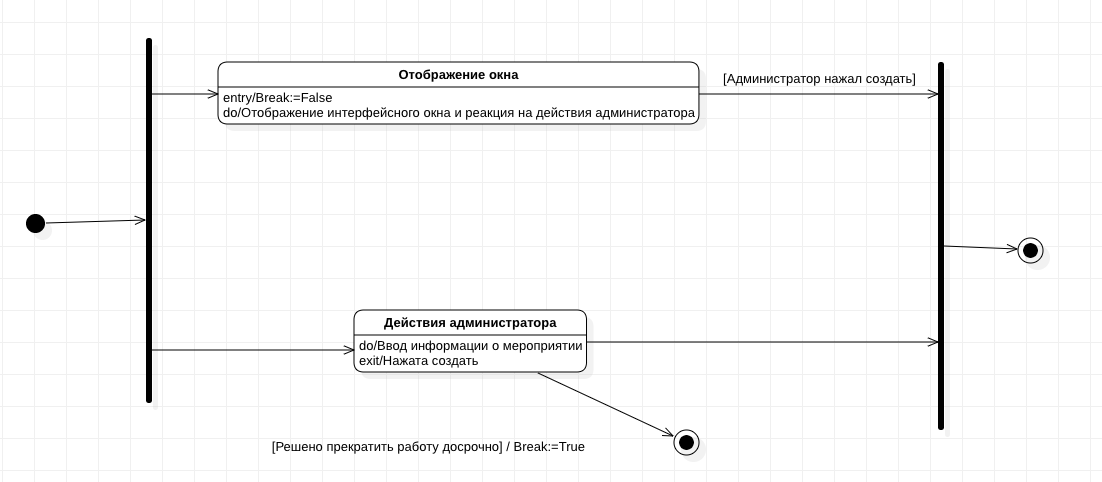 Отображение окна
entry/Break:=False
do/Отображение интерфейсного окна и реакция на действия администратора
[Администратор нажал создать]
Действия администратора
do/Ввод информации о мероприятии
exit/Нажата создать
[Решено прекратить работу досрочно] / Break:=True